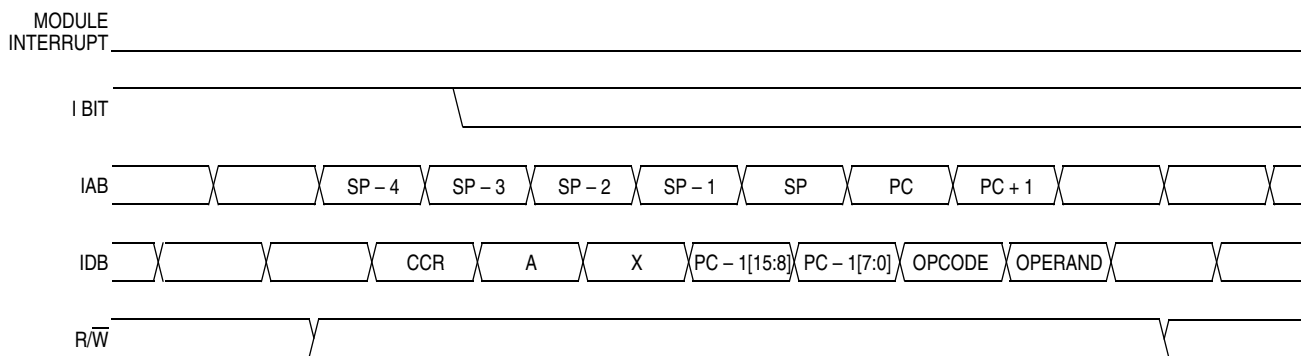 MODULE
INTERRUPT
I BIT
IAB SP – 4 SP – 3 SP – 2 SP – 1 SP PC PC + 1
IDB CCR A X PC – 1[15:8] PC – 1[7:0] OPCODE OPERAND
R/W̅